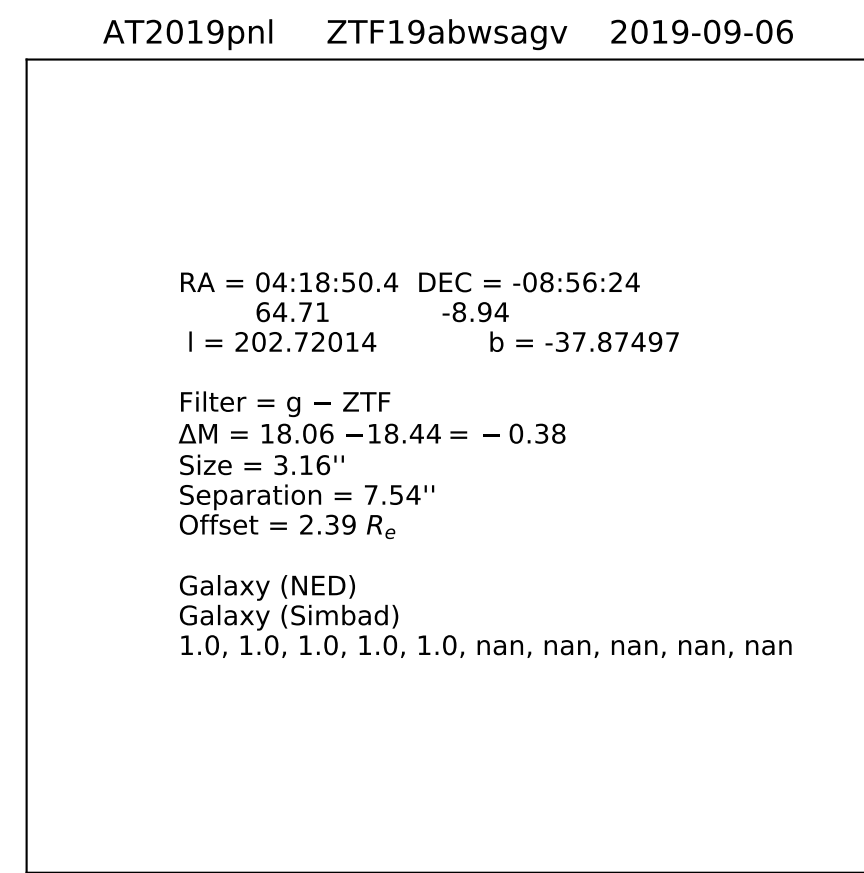 AT2019pnl ZTF19abwsagv 2019-09-06
RA = 04:18:50.4 DEC = -08:56:24
64.71 -8.94
l = 202.72014 b = -37.87497
Filter = g − ZTF
ΔM = 18.06 −18.44 = − 0.38
Size = 3.16''
Separation = 7.54''
Offset = 2.39 Rₑ
Galaxy (NED)
Galaxy (Simbad)
1.0, 1.0, 1.0, 1.0, 1.0, nan, nan, nan, nan, nan